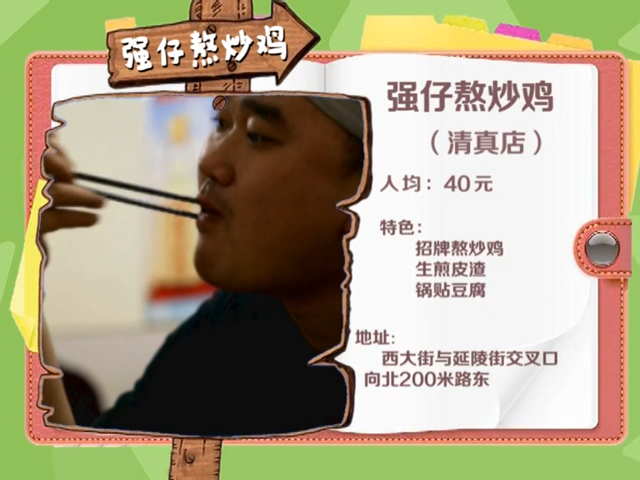 强仔熬炒鸡
强仔熬炒鸡
（清真店）
人均：40元
特色：
招牌熬炒鸡
生煎皮渣
锅贴豆腐
地址：
西大街与延陵街交叉口
向北200米路东